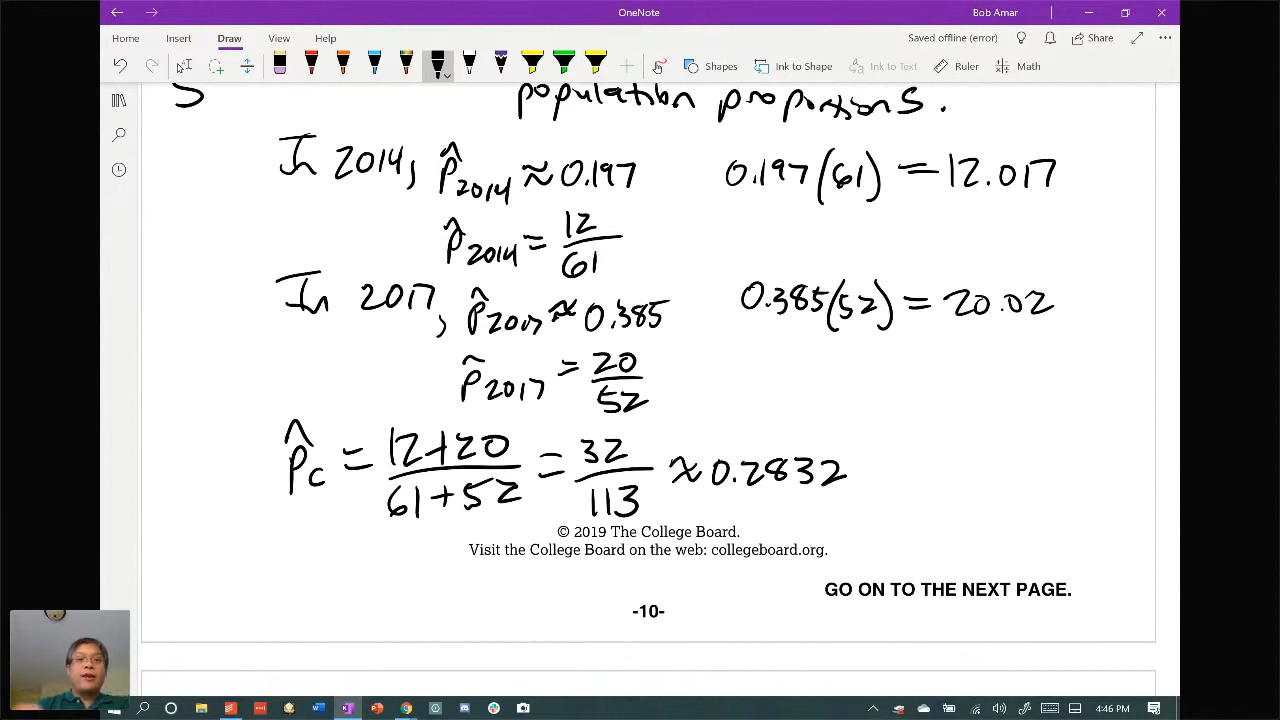 OneNote
Bob Amar
Home Insert Draw View Help
Saved offline (error)
Share
Shapes
Ink to Shape
Ink to Text
Ruler
Math
S
population proportions.
In 2014, p̂2014 ≈ 0.197 0.197(61) = 12.017
p̂2014 = 12/61
In 2017, p̂2017 ≈ 0.385 0.385(52) = 20.02
p̂2017 = 20/52
p̂c = 12+20/61+52 = 32/113 ≈ 0.2832
© 2019 The College Board.
Visit the College Board on the web: collegeboard.org.
GO ON TO THE NEXT PAGE.
-10-
4:46 PM